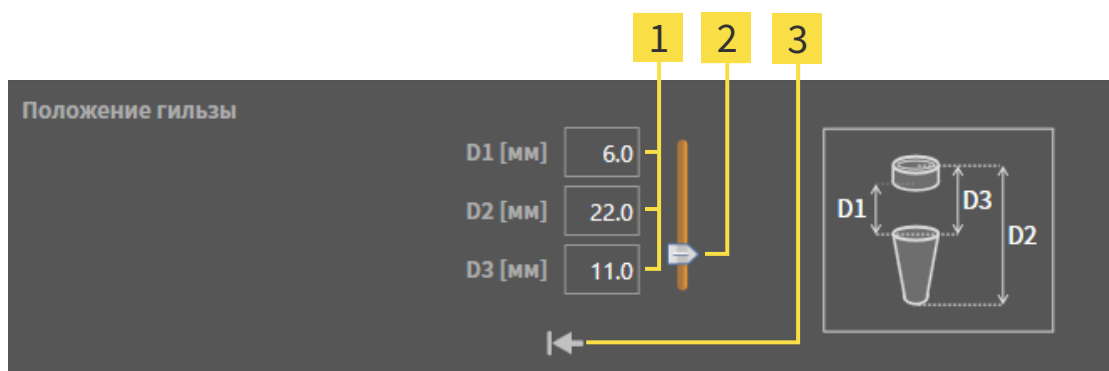 1 2 3
Положение гильзы
D1 [мм] 6.0
D2 [мм] 22.0
D3 [мм] 11.0
D1 D3
D2